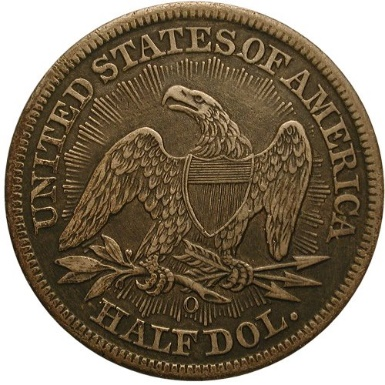 UNITED STATES OF AMERICA
O
HALF DOL.